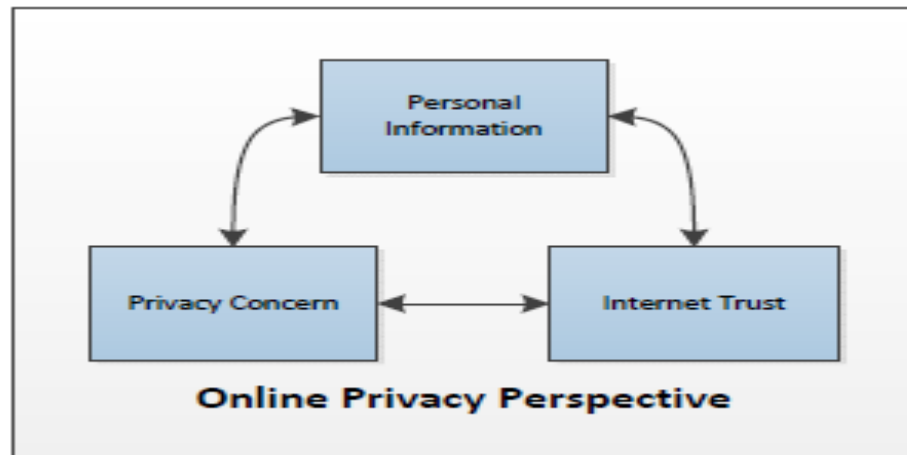 Personal
Information
Privacy Concern
Internet Trust
Online Privacy Perspective